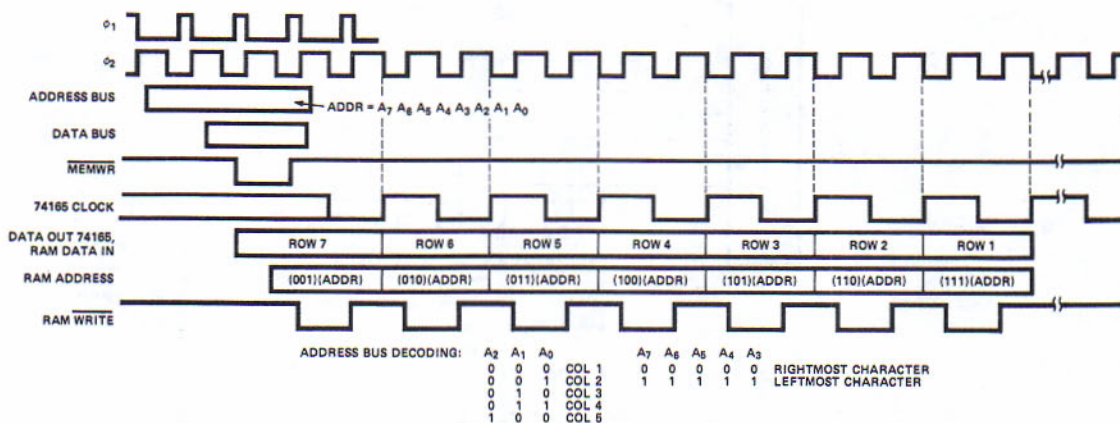 ϕ1
ϕ2
ADDRESS BUS
ADDR = A7 A6 A5 A4 A3 A2 A1 A0
DATA BUS
MEMWR
74165 CLOCK
DATA OUT 74165,
RAM DATA IN
ROW 7 ROW 6 ROW 5 ROW 4 ROW 3 ROW 2 ROW 1
RAM ADDRESS (001)(ADDR) (010)(ADDR) (011)(ADDR) (100)(ADDR) (101)(ADDR) (110)(ADDR) (111)(ADDR)
RAM WRITE
ADDRESS BUS DECODING: A2 A1 A0 A7 A6 A5 A4 A3
0 0 0 COL 1 0 0 0 0 0 RIGHTMOST CHARACTER
0 0 1 COL 2 1 1 1 1 1 LEFTMOST CHARACTER
0 1 0 COL 3
0 1 1 COL 4
1 0 0 COL 5